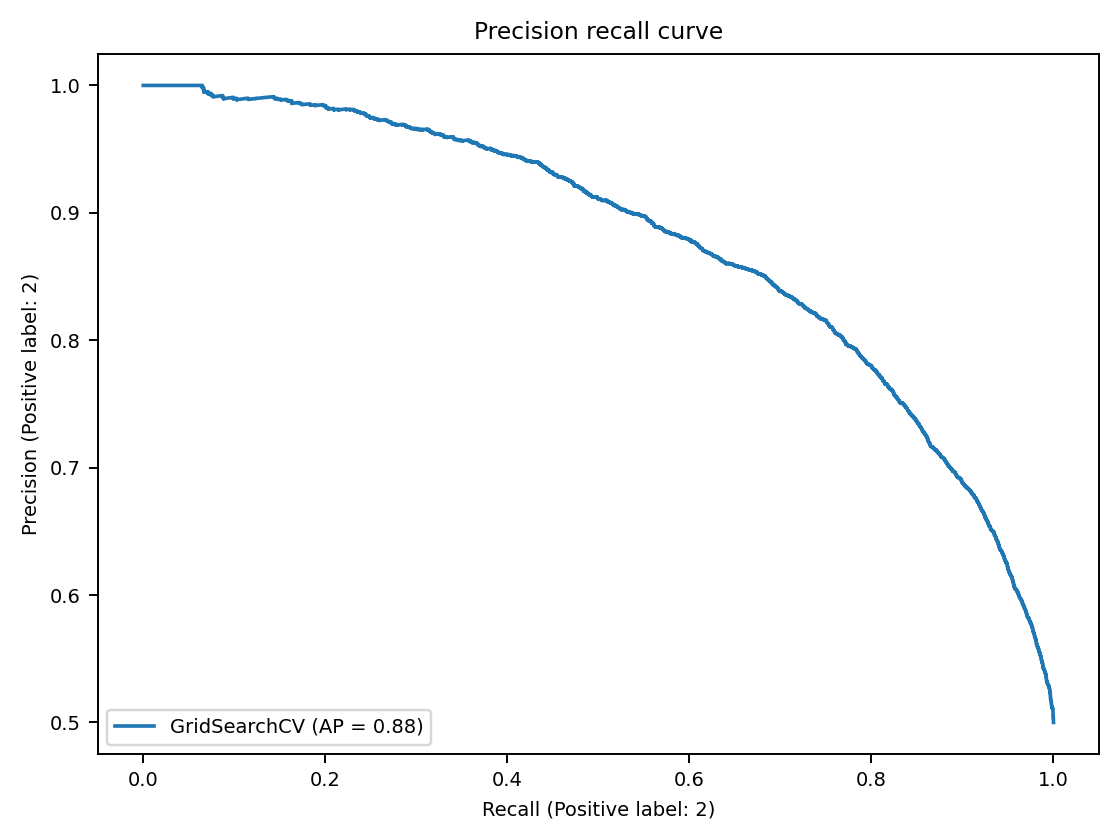 Precision recall curve
1.0
0.9
0.8
0.7
0.6
0.5
Precision (Positive label: 2)
GridSearchCV (AP = 0.88)
0.0 0.2 0.4 0.6 0.8 1.0
Recall (Positive label: 2)